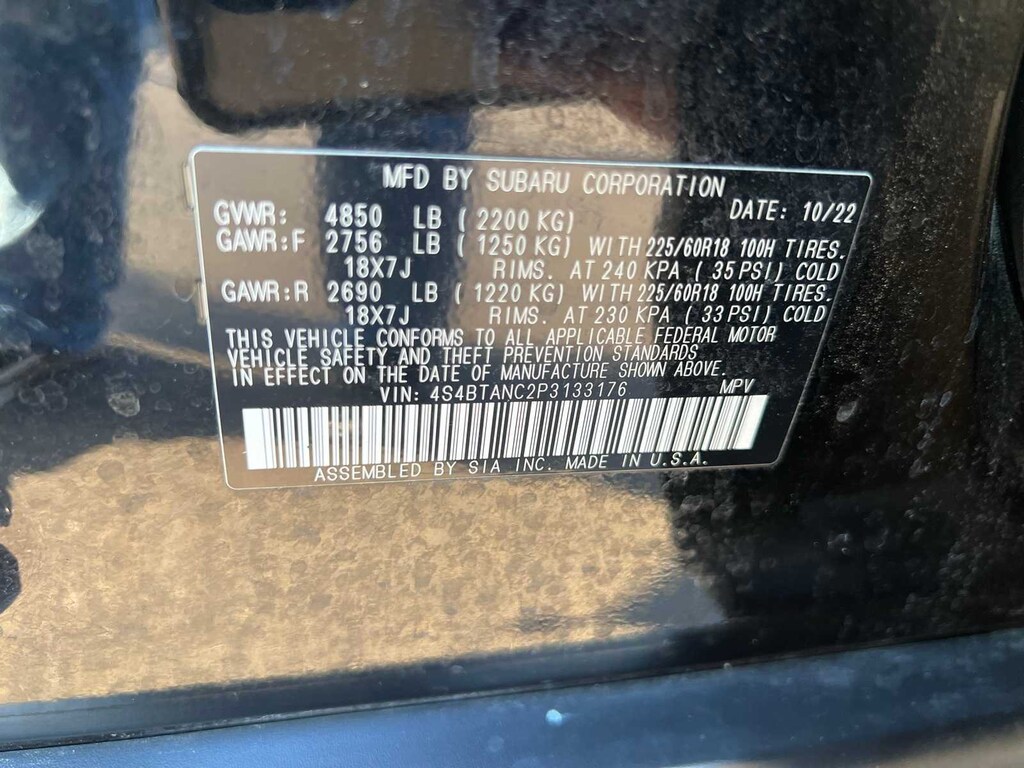 MFD BY SUBARU CORPORATION
GVWR: 4850 LB ( 2200 KG) DATE: 10/22
GAWR:F 2756 LB ( 1250 KG) WITH 225/60R18 100H TIRES.
18X7J RIMS. AT 240 KPA ( 35 PSI) COLD
GAWR:R 2690 LB ( 1220 KG) WITH 225/60R18 100H TIRES.
18X7J RIMS. AT 230 KPA ( 33 PSI) COLD
THIS VEHICLE CONFORMS TO ALL APPLICABLE FEDERAL MOTOR
VEHICLE SAFETY AND THEFT PREVENTION STANDARDS
IN EFFECT ON THE DATE OF MANUFACTURE SHOWN ABOVE.
VIN: 4S4BTANC2P3133176 MPV
ASSEMBLED BY SIA INC. MADE IN U.S.A.